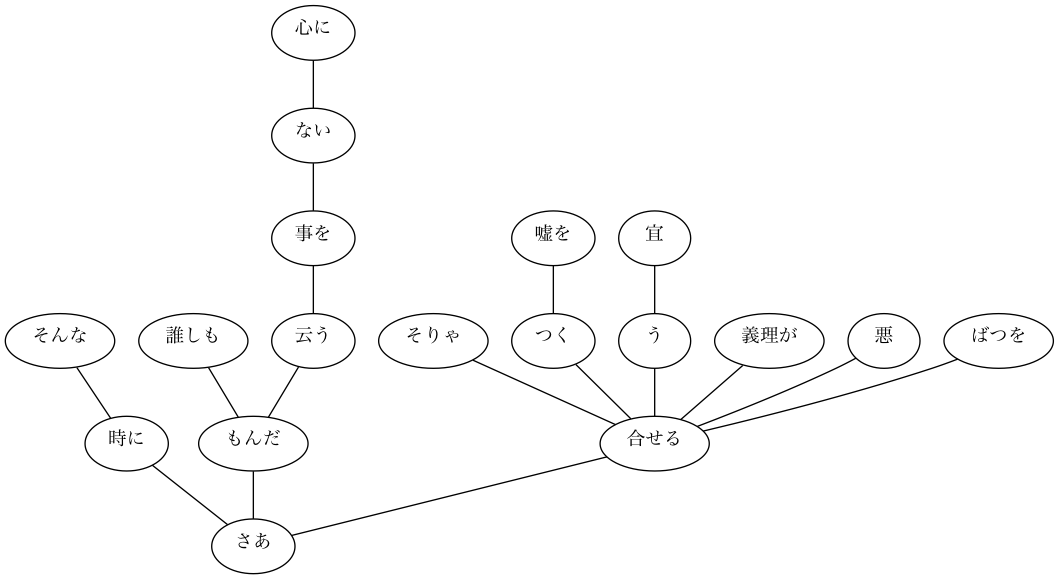 心に
ない
事を
嘘を
宜
そんな
誰しも
云う
そりゃ
つく
う
義理が
悪
ばつを
時に
もんだ
合せる
さあ